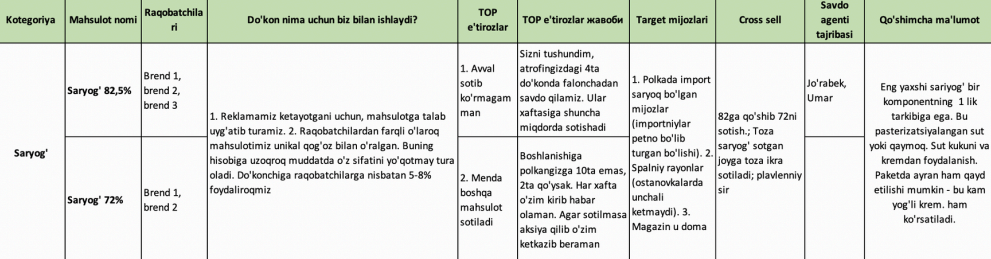 Kotegoriya
Mahsulot nomi
Raqobatchila
ri
Do'kon nima uchun biz bilan ishlaydi?
TOP
e'tirozlar
TOP e'tirozlar жавоби
Target mijozlari
Cross sell
Savdo
agenti
tajribasi
Qo'shimcha ma'lumot
Saryog'
Saryog' 82,5%
Brend 1,
brend 2,
brend 3
1. Reklamamiz ketayotgani uchun, mahsulotga talab
uyg'atib turamiz. 2. Raqobatchilardan farqli o'laroq
mahsulotimiz unikal qog'oz bilan o'ralgan. Buning
hisobiga uzoqroq muddatda o'z sifatini yo'qotmay tura
oladi. Do'konchiga raqobatchilarga nisbatan 5-8%
foydaliroqmiz
1. Avval
sotib
ko'rmagam
man
Sizni tushundim,
atrofingizdagi 4ta
do'konda falonchadan
savdo qilamiz. Ular
xaftasiga shuncha
miqdorda sotishadi
1. Polkada import
saryoq bo'lgan
mijozlar
(importniylar
petno bo'lib
turgan bo'lishi). 2.
Spalniy rayonlar
(ostanovkalarda
unchali
ketmaydi). 3.
Magazin u doma
82ga qo'shib 72ni
sotish.; Toza
saryog' sotgan
joyga toza ikra
sotiladi; plavlenniy
sir
Jo'rabek,
Umar
Eng yaxshi sariyog' bir
komponentning  1 lik
tarkibiga ega. Bu
pasterizatsiyalangan sut
yoki qaymoq. Sut kukuni va
kremdan foydalanish.
Paketda ayran ham qayd
etilishi mumkin - bu kam
yog'li krem. ham
ko'rsatiladi.
Saryog' 72%
Brend 1,
brend 2
2. Menda
boshqa
mahsulot
sotiladi
Boshlanishiga
polkangizga 10ta emas,
2ta qo'ysak. Har xafta
o'zim kirib habar
olaman. Agar sotilmasa
aksiya qilib o'zim
ketkazib beraman